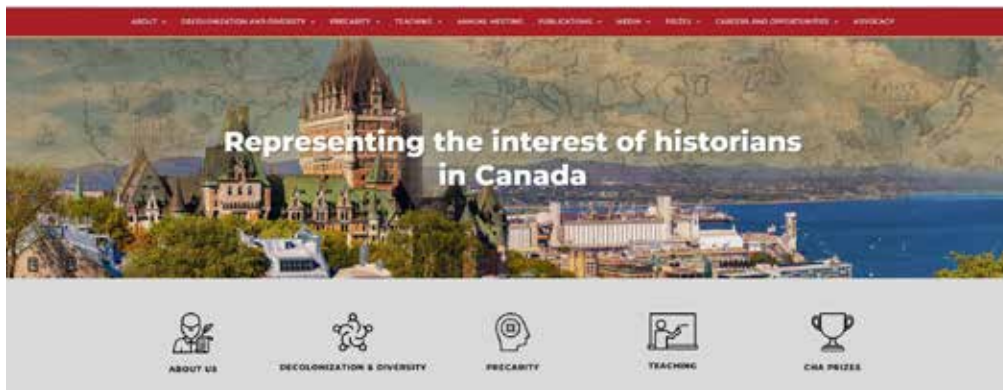 ABOUT DECOLONIZATION AND DIVERSITY PRECARITY TEACHING ANNUAL MEETING PUBLICATIONS MEDIA PRIZES CAREERS AND OPPORTUNITIES ADVOCACY
Representing the interest of historians
in Canada
ABOUT US DECOLONIZATION & DIVERSITY PRECARITY TEACHING CHA PRIZES